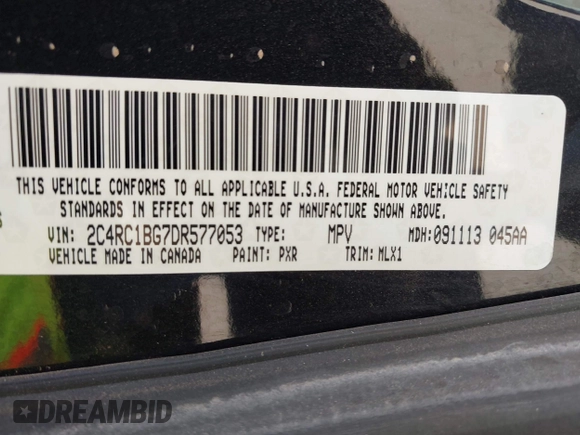 THIS VEHICLE CONFORMS TO ALL APPLICABLE U.S.A. FEDERAL MOTOR VEHICLE SAFETY
STANDARDS IN EFFECT ON THE DATE OF MANUFACTURE SHOWN ABOVE.
VIN: 2C4RC1BG7DR577053 TYPE: MPV MDH: 091113 045AA
VEHICLE MADE IN CANADA PAINT: PXR TRIM: MLX1
DREAMBID